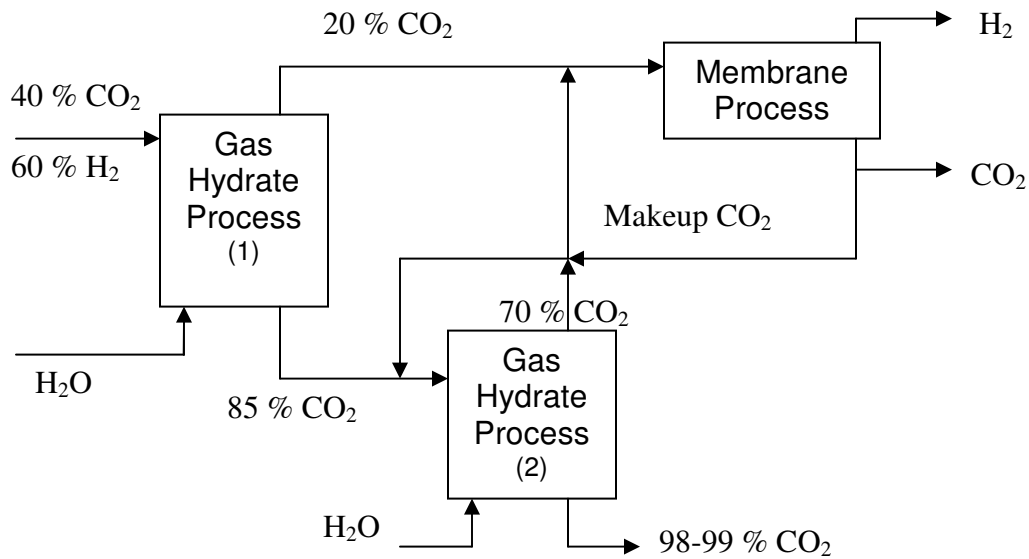 20 % CO₂
H₂
40 % CO₂
60 % H₂
Gas
Hydrate
Process
(1)
Membrane
Process
CO₂
Makeup CO₂
H₂O
85 % CO₂
70 % CO₂
Gas
Hydrate
Process
(2)
H₂O
98-99 % CO₂